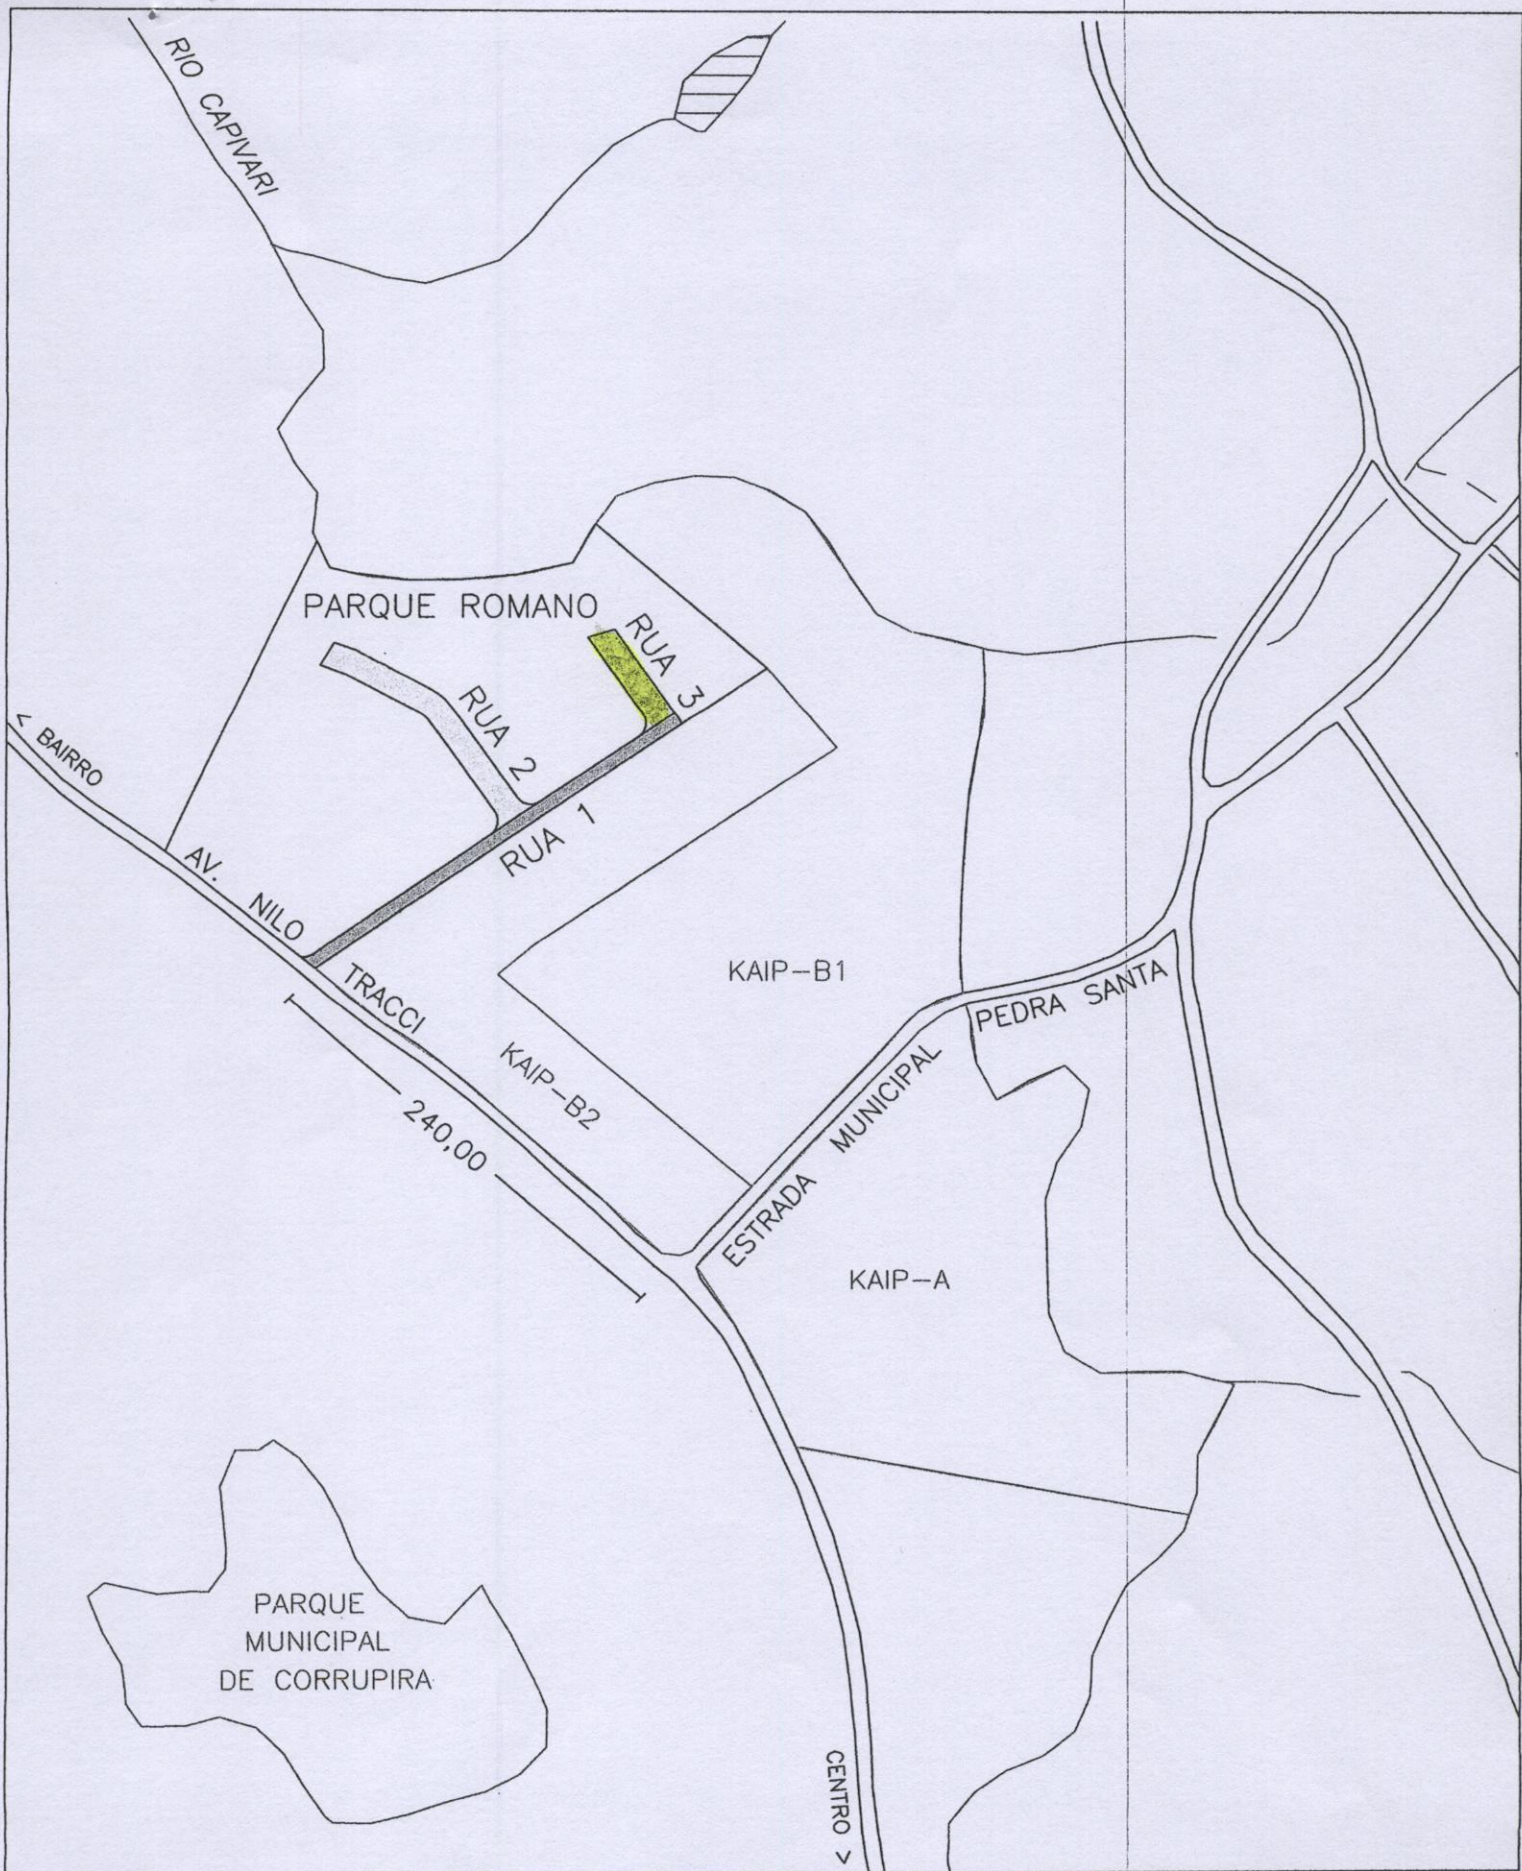 RIO CAPIVARI
PARQUE ROMANO
RUA 3
RUA 2
< BAIRRO
RUA 1
AV. NILO TRACCI
KAIP-B1
PEDRA SANTA
KAIP-B2
240,00
ESTRADA MUNICIPAL
KAIP-A
PARQUE
MUNICIPAL
DE CORRUPIRA
CENTRO >